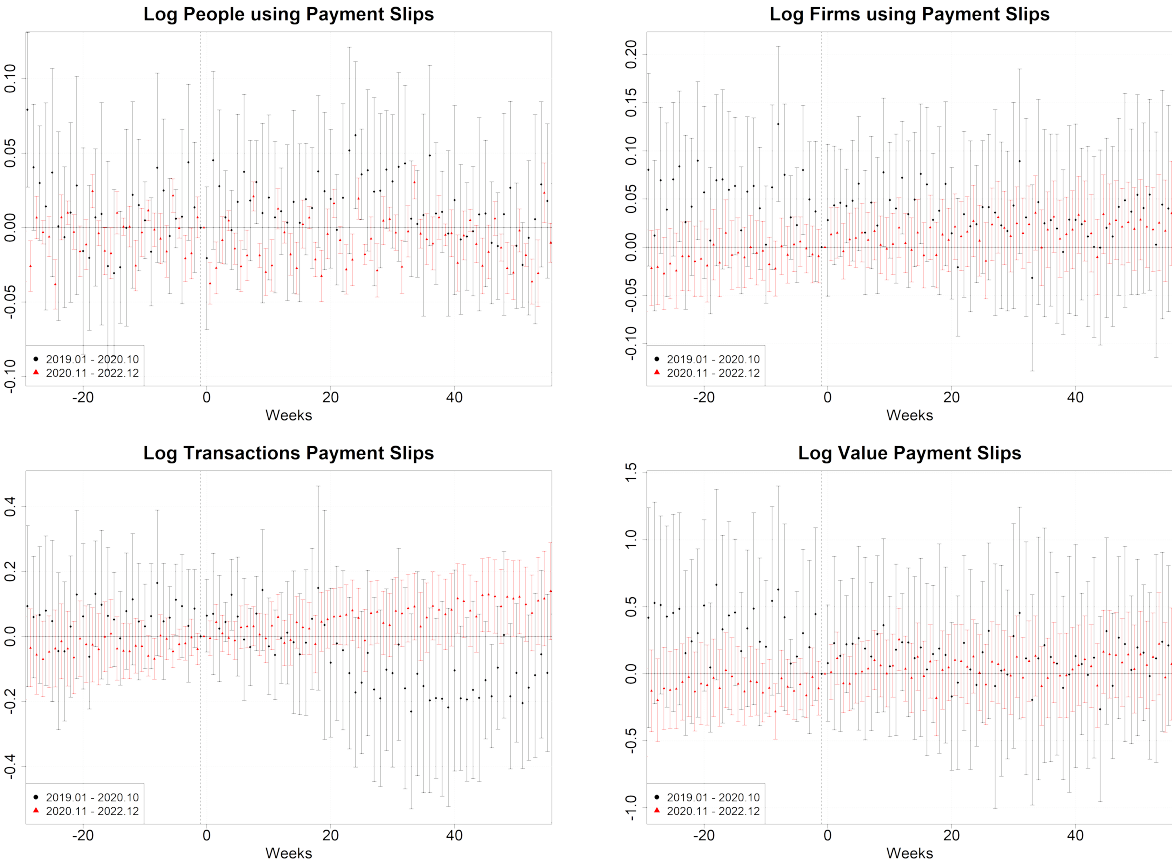 Log People using Payment Slips
0.10
0.05
0.00
-0.05
-0.10
2019.01 - 2020.10
2020.11 - 2022.12
-20 0 20 40
Weeks
Log Firms using Payment Slips
0.20
0.15
0.10
0.05
0.00
-0.05
-0.10
2019.01 - 2020.10
2020.11 - 2022.12
-20 0 20 40
Weeks
Log Transactions Payment Slips
0.4
0.2
0.0
-0.2
-0.4
2019.01 - 2020.10
2020.11 - 2022.12
-20 0 20 40
Weeks
Log Value Payment Slips
1.5
1.0
0.5
0.0
-0.5
-1.0
2019.01 - 2020.10
2020.11 - 2022.12
-20 0 20 40
Weeks